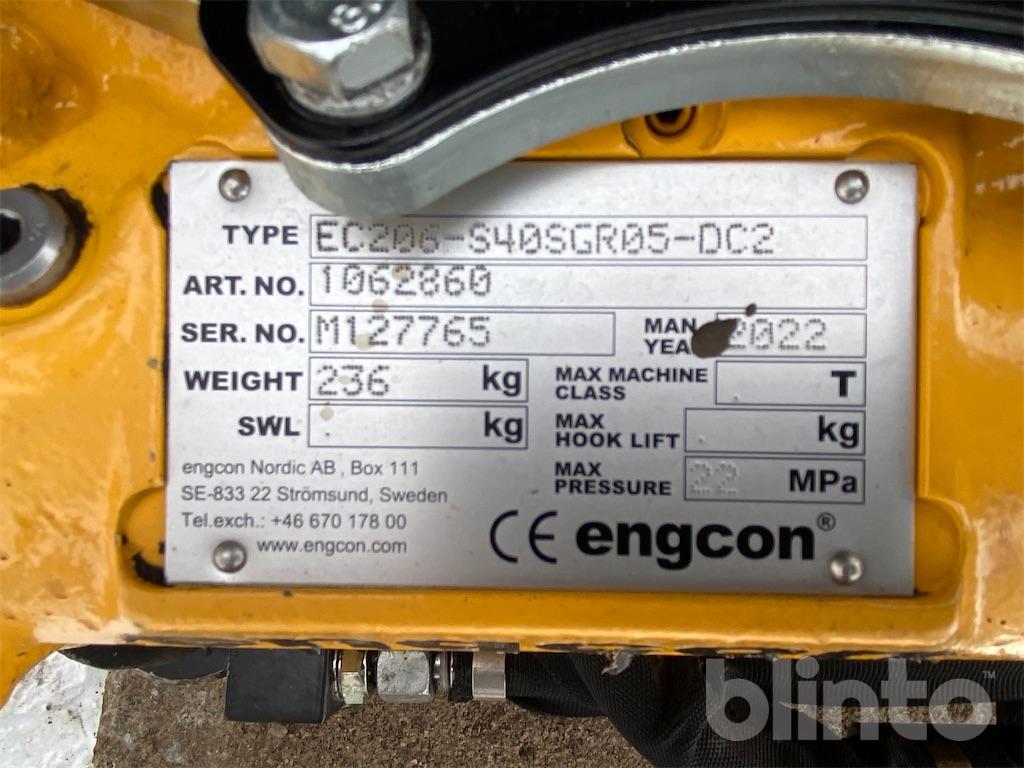 TYPE EC206-S40SGR05-DC2
ART. NO. 1062860
SER. NO. M127765 MAN. YEAR 2022
WEIGHT 236 kg MAX MACHINE CLASS T
SWL kg MAX HOOK LIFT kg
MAX PRESSURE 22 MPa
engcon Nordic AB , Box 111
SE-833 22 Strömsund, Sweden
Tel.exch.: +46 670 178 00
www.engcon.com
CE engcon®
blinto™